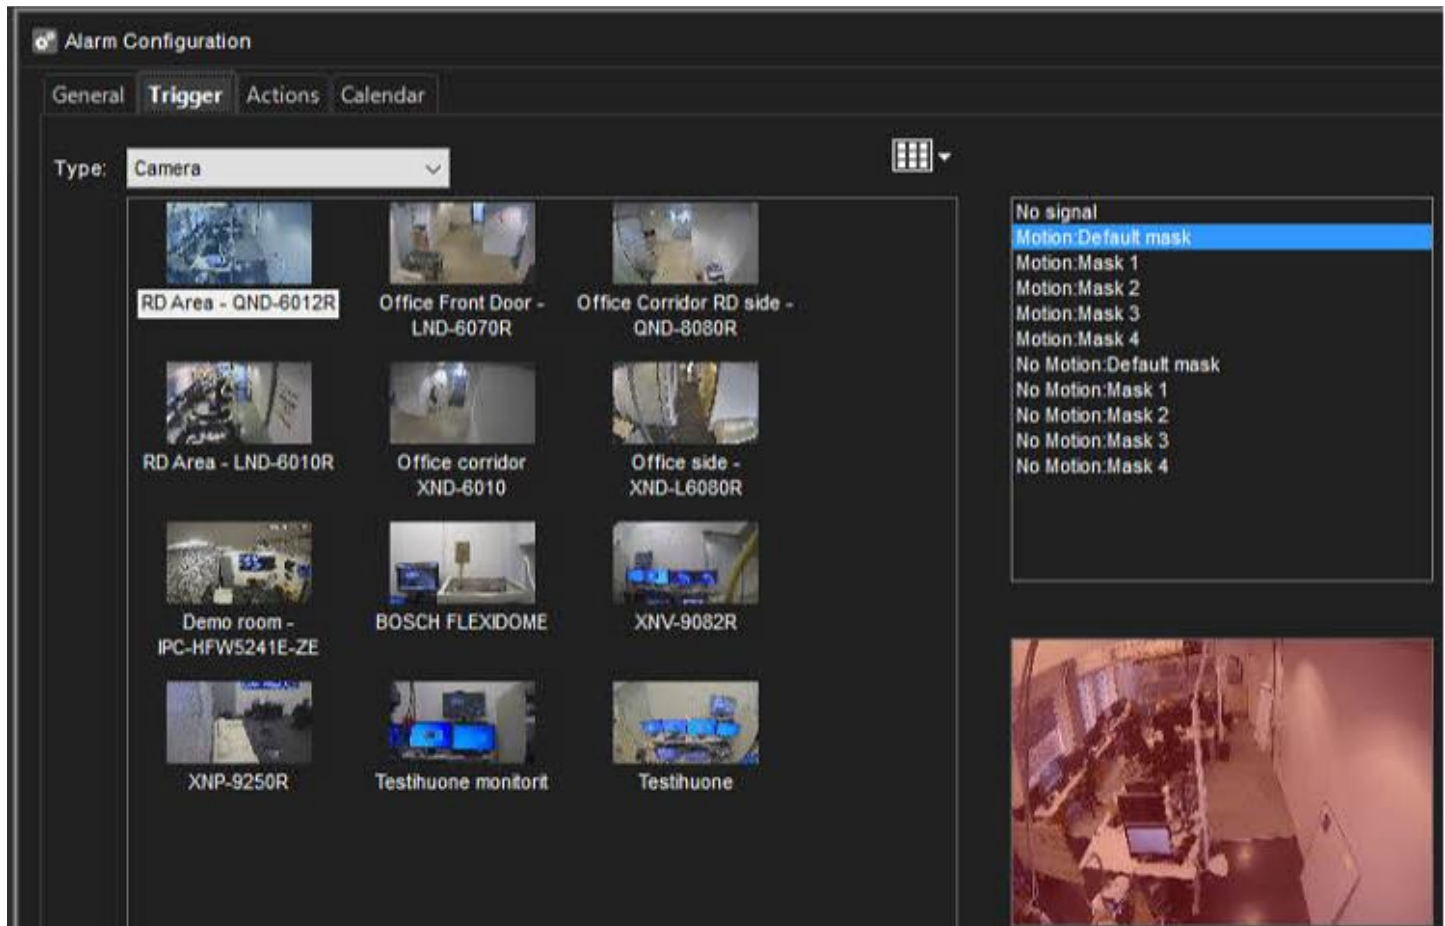 Alarm Configuration
General Trigger Actions Calendar
Type: Camera
RD Area - QND-6012R
Office Front Door -
LND-6070R
Office Corridor RD side -
QND-8080R
RD Area - LND-6010R
Office corridor
XND-6010
Office side -
XND-L6080R
Demo room -
IPC-HFW5241E-ZE
BOSCH FLEXIDOME
XNV-9082R
XNP-9250R
Testihuone monitorit
Testihuone
No signal
Motion:Default mask
Motion:Mask 1
Motion:Mask 2
Motion:Mask 3
Motion:Mask 4
No Motion:Default mask
No Motion:Mask 1
No Motion:Mask 2
No Motion:Mask 3
No Motion:Mask 4